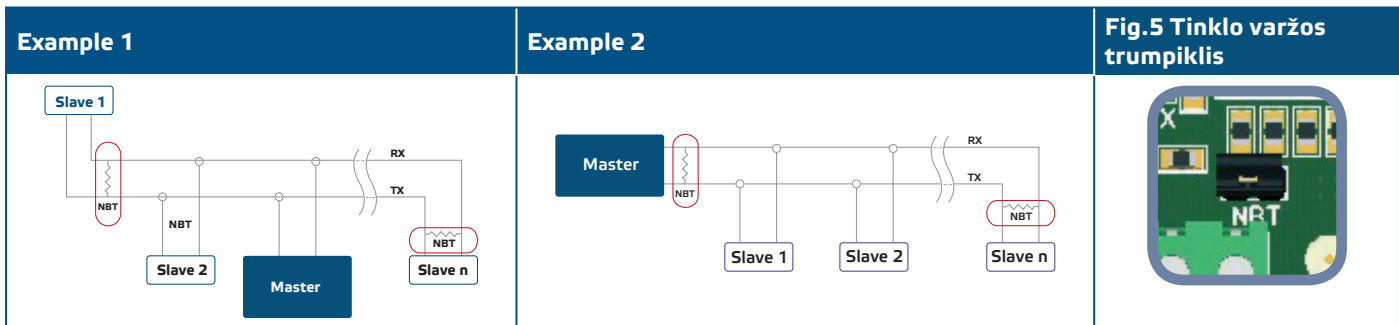 Example 1
Example 2
Fig.5 Tinklo varžos
trumpiklis
Slave 1
RX
TX
NBT
NBT
NBT
Slave 2
Master
Slave n
Master
RX
TX
NBT
NBT
Slave 1
Slave 2
Slave n
X
NBT